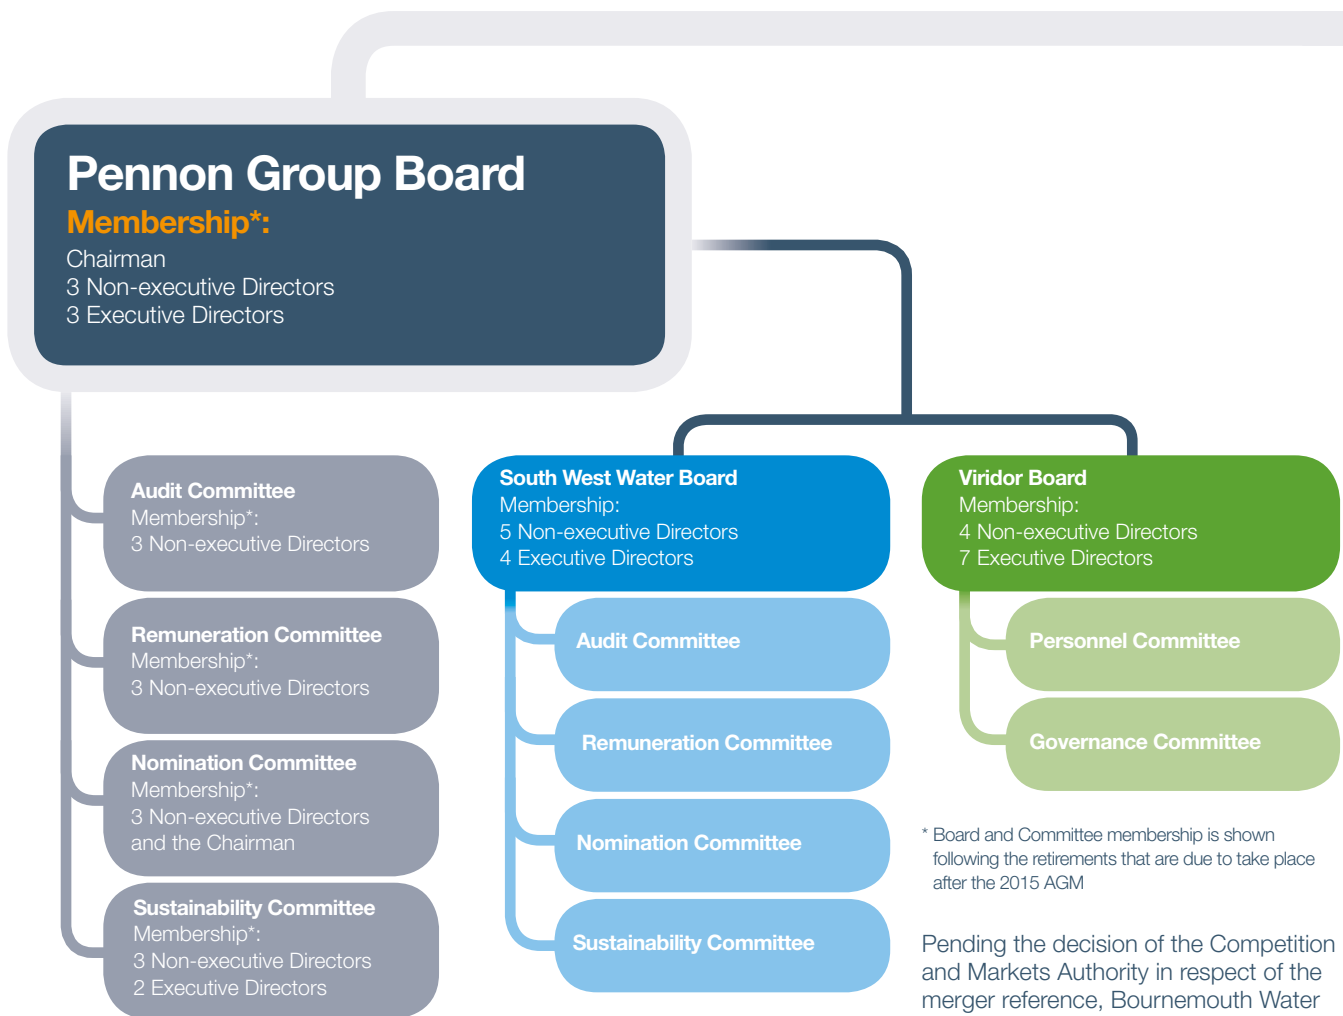 Pennon Group Board
Membership*:
Chairman
3 Non-executive Directors
3 Executive Directors
Audit Committee
Membership*:
3 Non-executive Directors
Remuneration Committee
Membership*:
3 Non-executive Directors
Nomination Committee
Membership*:
3 Non-executive Directors
and the Chairman
Sustainability Committee
Membership*:
3 Non-executive Directors
2 Executive Directors
South West Water Board
Membership:
5 Non-executive Directors
4 Executive Directors
Audit Committee
Remuneration Committee
Nomination Committee
Sustainability Committee
Viridor Board
Membership:
4 Non-executive Directors
7 Executive Directors
Personnel Committee
Governance Committee
* Board and Committee membership is shown
following the retirements that are due to take place
after the 2015 AGM
Pending the decision of the Competition
and Markets Authority in respect of the
merger reference, Bournemouth Water